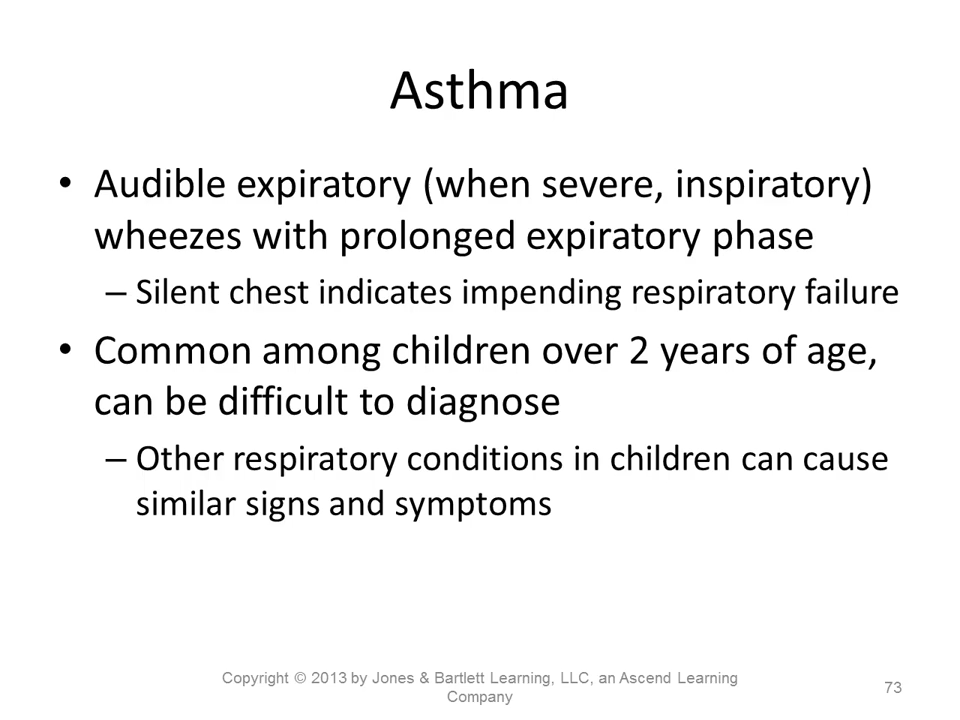 Asthma
• Audible expiratory (when severe, inspiratory)
wheezes with prolonged expiratory phase
– Silent chest indicates impending respiratory failure
• Common among children over 2 years of age,
can be difficult to diagnose
– Other respiratory conditions in children can cause
similar signs and symptoms
Copyright © 2013 by Jones & Bartlett Learning, LLC, an Ascend Learning
Company
73